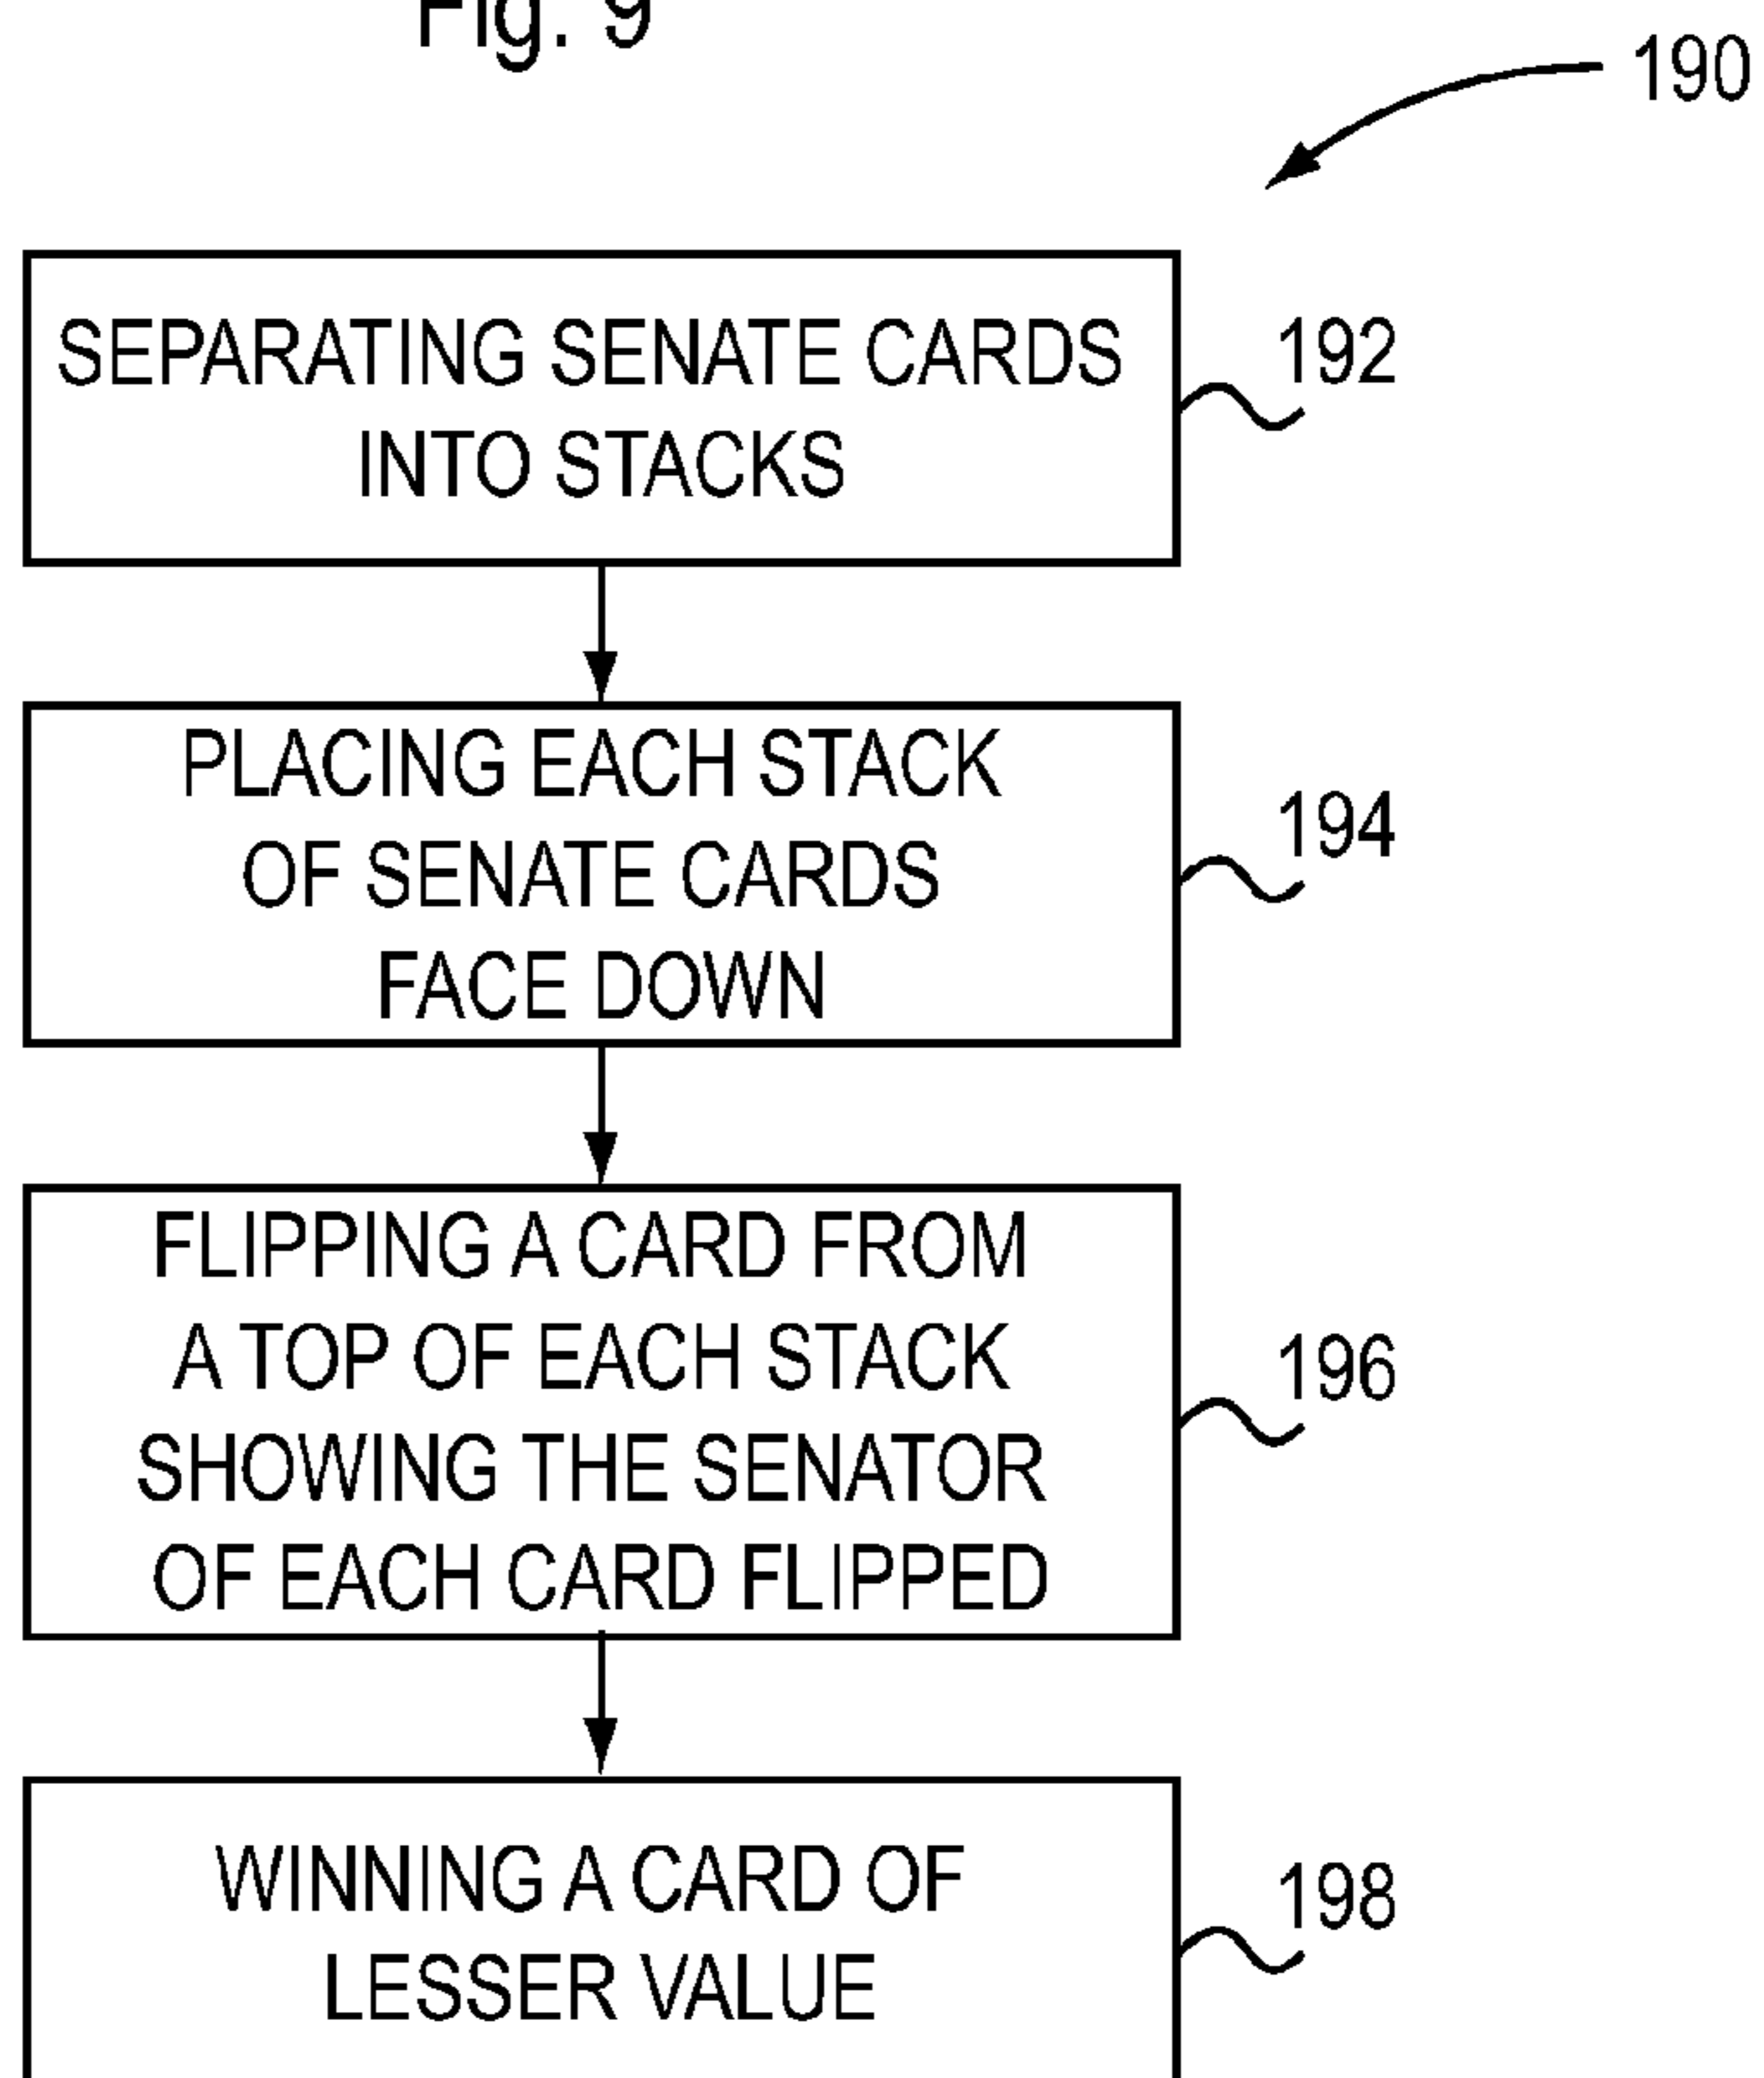 Fig. 9
190
SEPARATING SENATE CARDS
INTO STACKS
192
PLACING EACH STACK
OF SENATE CARDS
FACE DOWN
194
FLIPPING A CARD FROM
A TOP OF EACH STACK
SHOWING THE SENATOR
OF EACH CARD FLIPPED
196
WINNING A CARD OF
LESSER VALUE
198